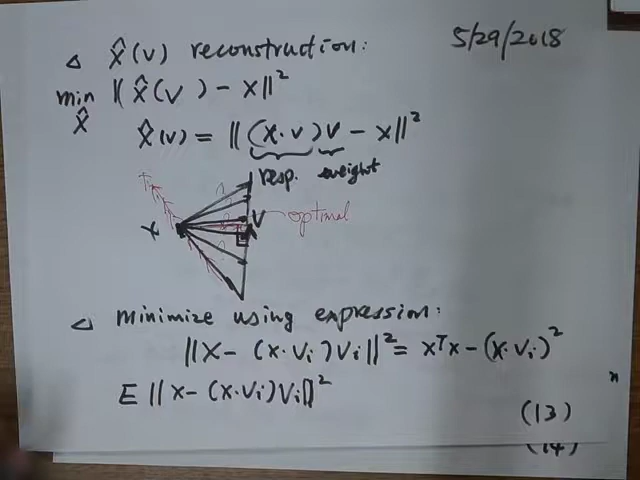 △ X̂(v) reconstruction: 5/29/2018
min ‖X̂(v) - x‖²
X̂
X̂(v) = ‖(x·v)v - x‖²
resp. weight
V optimal
x
△ minimize using expression:
‖x - (x·vᵢ)vᵢ‖² = xᵀx - (x·vᵢ)²
E ‖x - (x·vᵢ)vᵢ‖²
(13)
(14)